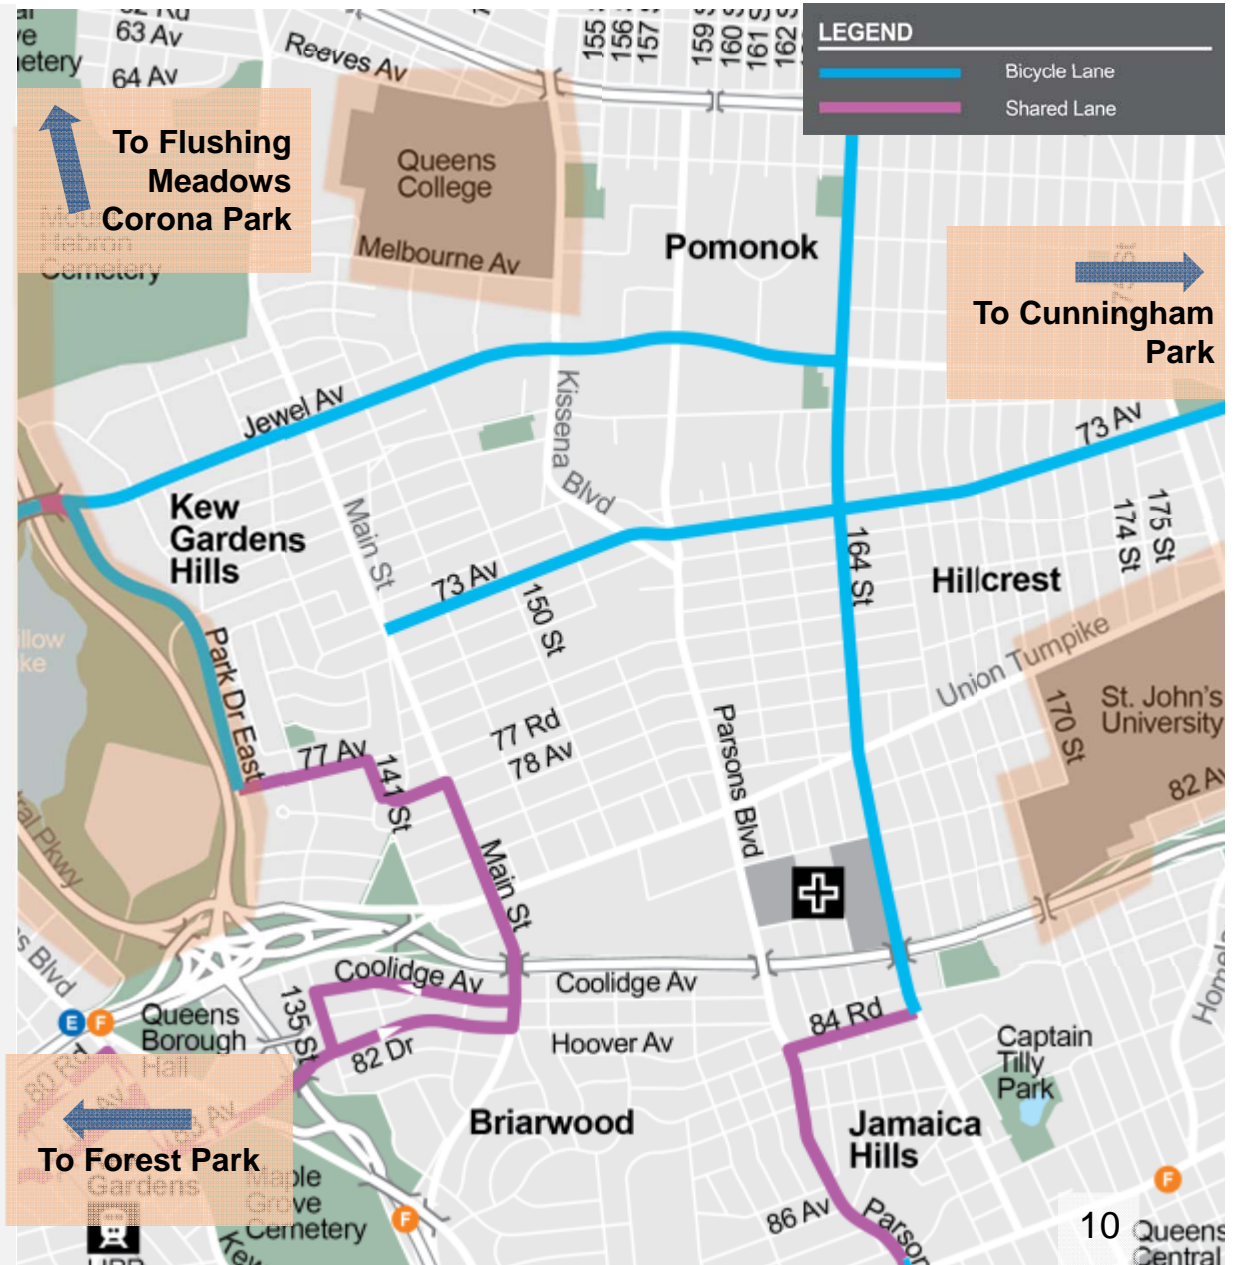 63 Av
64 Av
Reeves Av
155
156
157
159
160
161
162
LEGEND
Bicycle Lane
Shared Lane
To Flushing
Meadows
Corona Park
Hebron
Cemetery
Queens
College
Melbourne Av
Pomonok
To Cunningham
Park
Jewel Av
Kissena
Blvd
73 Av
Kew
Gardens
Hills
Main St
73 Av
150 St
164 St
174 St
175 St
Hillcrest
Union Turnpike
Park Dr East
77 Av
141 St
77 Rd
78 Av
Parsons Blvd
170 St
St. John's
University
82 Av
Main St
Coolidge Av
Coolidge Av
135 St
82 Dr
Hoover Av
84 Rd
E
F
Queens
Borough
Hall
Captain
Tilly
Park
Briarwood
Jamaica
Hills
To Forest Park
Gardens
Maple
Grove
Cemetery
F
F
86 Av
10
Queens
Central